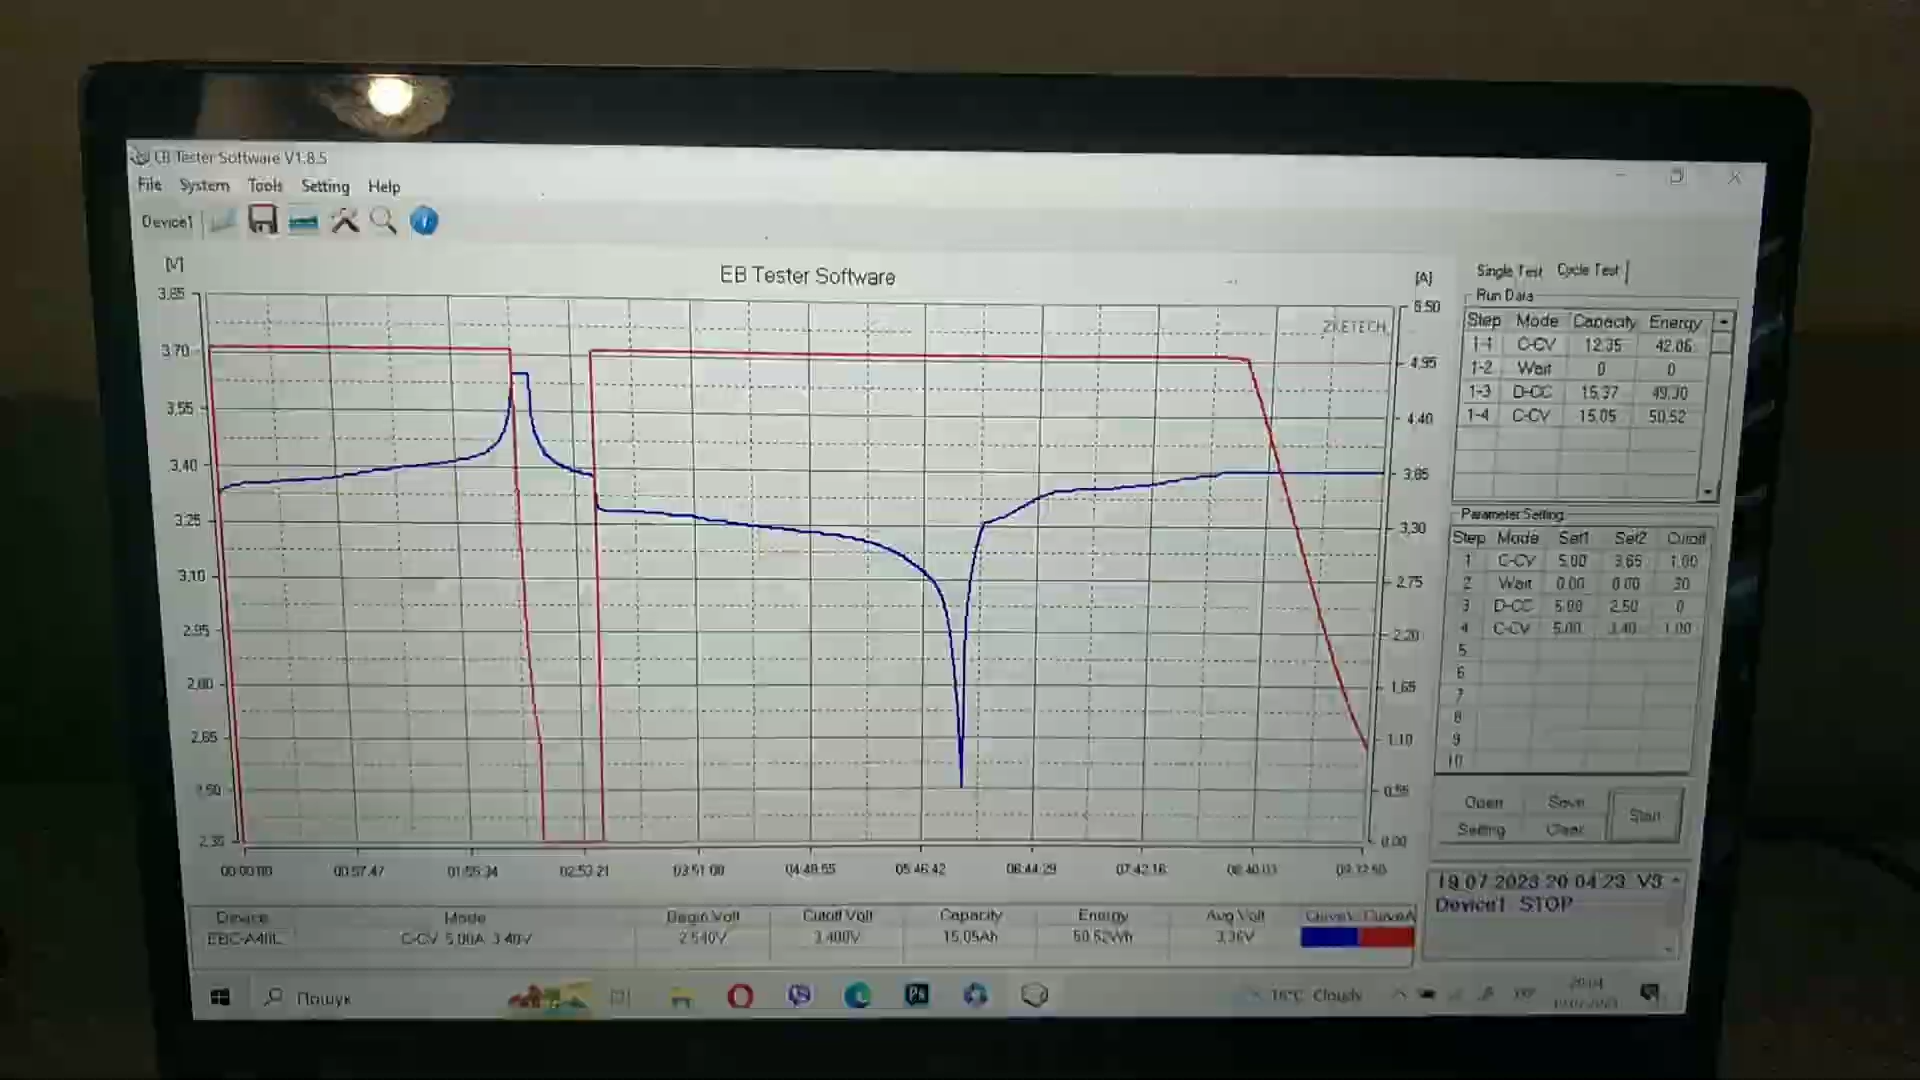 EB Tester Software V1.8.5
File System Tools Setting Help
Device1
[V]
EB Tester Software
[A]
ZKETECH
3,85
3,70
3,55
3,40
3,25
3,10
2,95
2,80
2,65
2,50
2,35
4,95
4,40
3,85
3,30
2,75
2,20
1,65
1,10
0,55
0,00
00:00:00 00:57:47 01:55:34 02:53:21 03:51:08 04:48:55 05:46:42 06:44:29 07:42:16 08:40:03
Single Test Cycle Test
Run Data
Step Mode Capacity Energy
1-1 C-CV 12,35 42,06
1-2 Wait 0 0
1-3 D-CC 15,37 49,30
1-4 C-CV 15,05 50,52
Parameter Setting
Step Mode Set1 Set2 Cutoff
1 C-CV 5.00 3.65 1.00
2 Wait 0.00 0.00 30
3 D-CC 5.00 2.50 0
4 C-CV 5.00 3.40 1.00
5
6
7
8
9
10
Open Save Start
Setting Clear
19.07.2023 20:04:23 V3
Device1 STOP
Device Mode Begin Volt Cutoff Volt Capacity Energy Avg Volt CurveV CurveA
EBC-A40L C-CV 5.00A 3.40V 2.540V 3.400V 15,05Ah 50,52Wh 3,36V
Пошук
16°C Cloudy
20:04